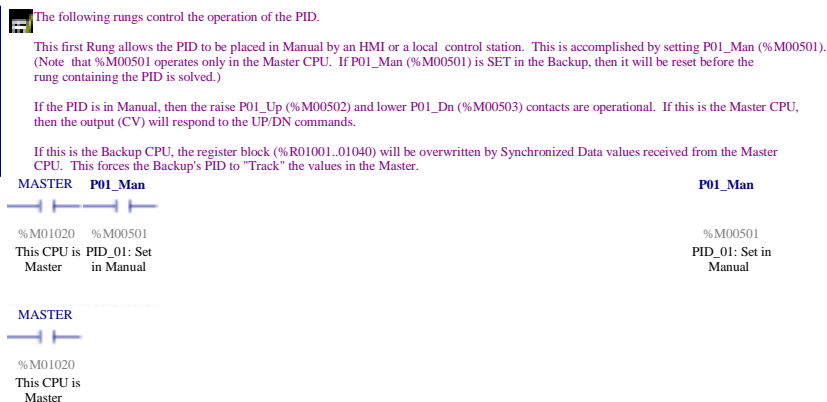 The following rungs control the operation of the PID.
This first Rung allows the PID to be placed in Manual by an HMI or a local control station. This is accomplished by setting P01_Man (%M00501).
(Note that %M00501 operates only in the Master CPU. If P01_Man (%M00501) is SET in the Backup, then it will be reset before the
rung containing the PID is solved.)
If the PID is in Manual, then the raise P01_Up (%M00502) and lower P01_Dn (%M00503) contacts are operational. If this is the Master CPU,
then the output (CV) will respond to the UP/DN commands.
If this is the Backup CPU, the register block (%R01001..01040) will be overwritten by Synchronized Data values received from the Master
CPU. This forces the Backup's PID to "Track" the values in the Master.
MASTER P01_Man P01_Man
%M01020 %M00501 %M00501
This CPU is PID_01: Set PID_01: Set in
Master in Manual Manual
MASTER
%M01020
This CPU is
Master